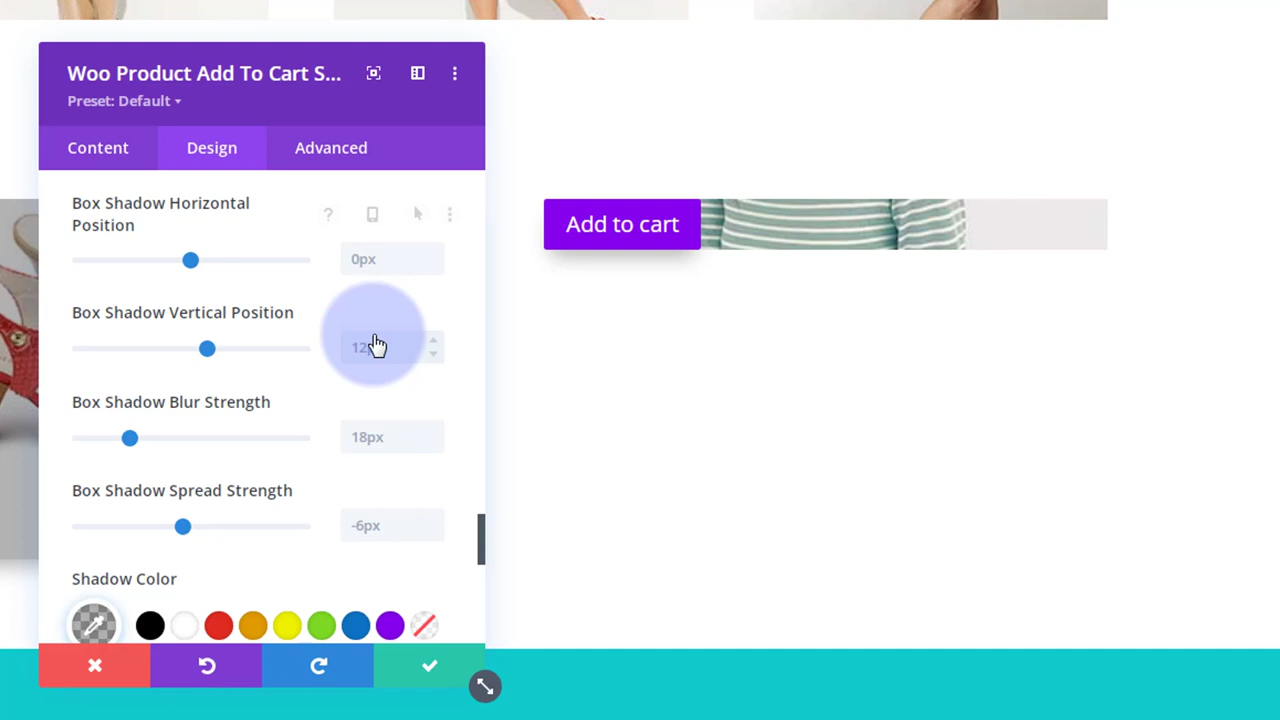 Woo Product Add To Cart S...
Preset: Default
Content Design Advanced
Box Shadow Horizontal
Position
?
0px
Add to cart
Box Shadow Vertical Position
Box Shadow Blur Strength
18px
Box Shadow Spread Strength
-6px
Shadow Color